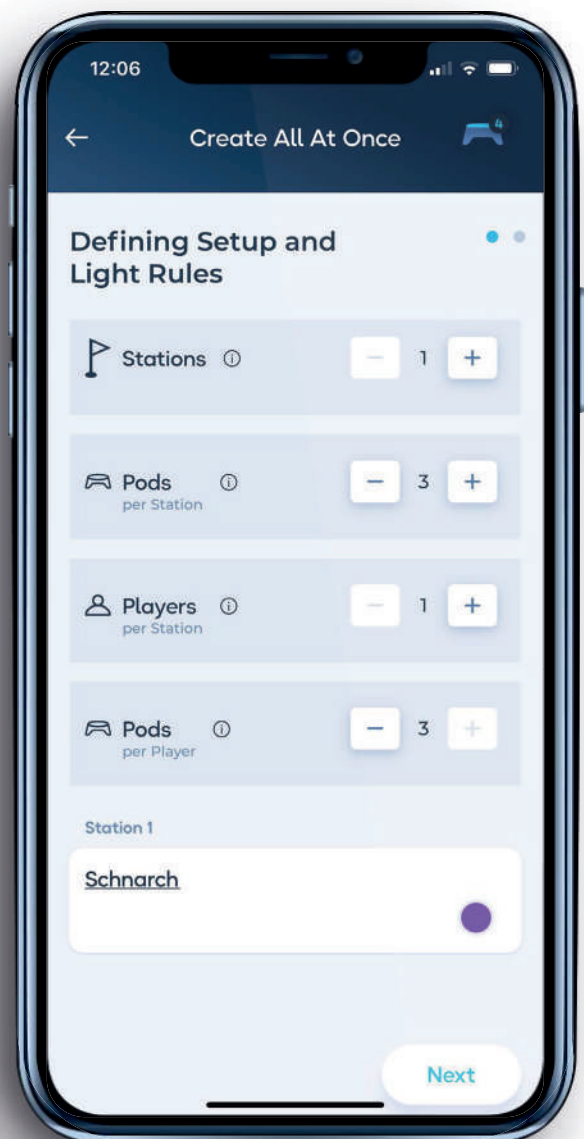 12:06
Create All At Once
4
Defining Setup and
Light Rules
Stations
1
Pods
per Station
3
Players
per Station
1
Pods
per Player
3
Station 1
Schnarch
Next